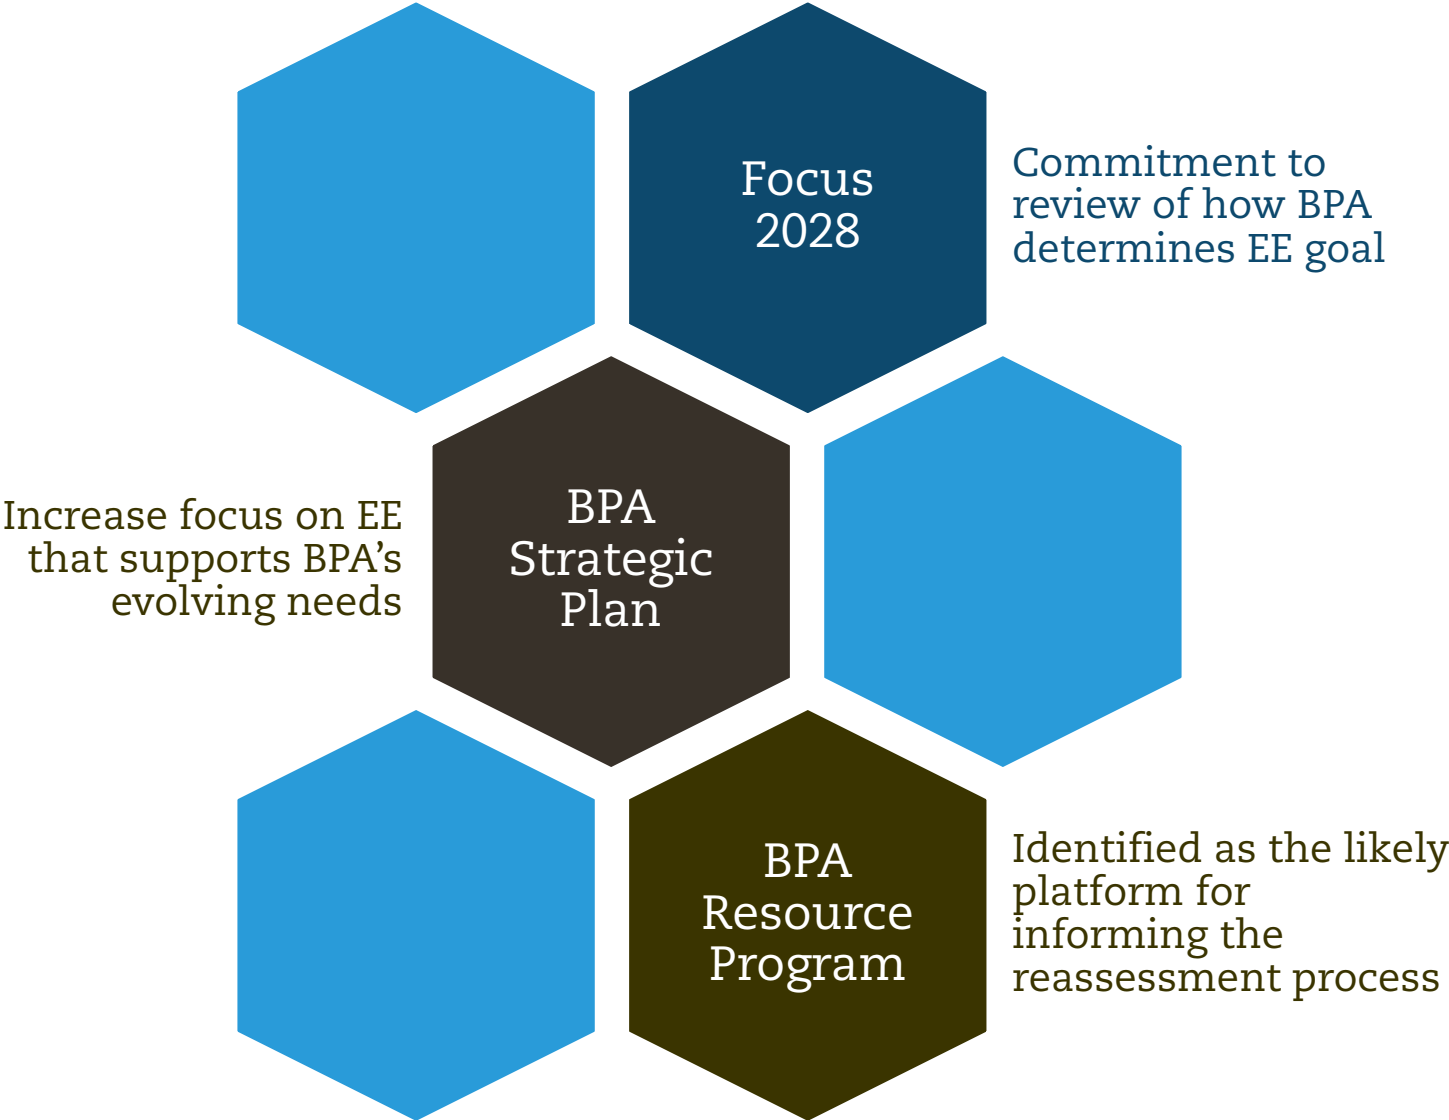 Focus
2028
Commitment to
review of how BPA
determines EE goal
Increase focus on EE
that supports BPA’s
evolving needs
BPA
Strategic
Plan
BPA
Resource
Program
Identified as the likely
platform for
informing the
reassessment process